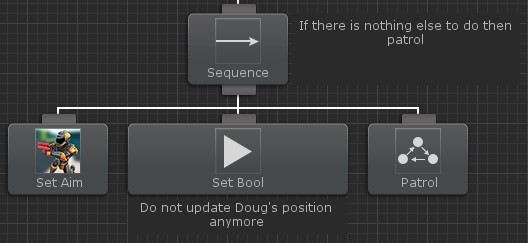 If there is nothing else to do then
patrol
Sequence
Set Aim
Set Bool
Patrol
Do not update Doug's position
anymore